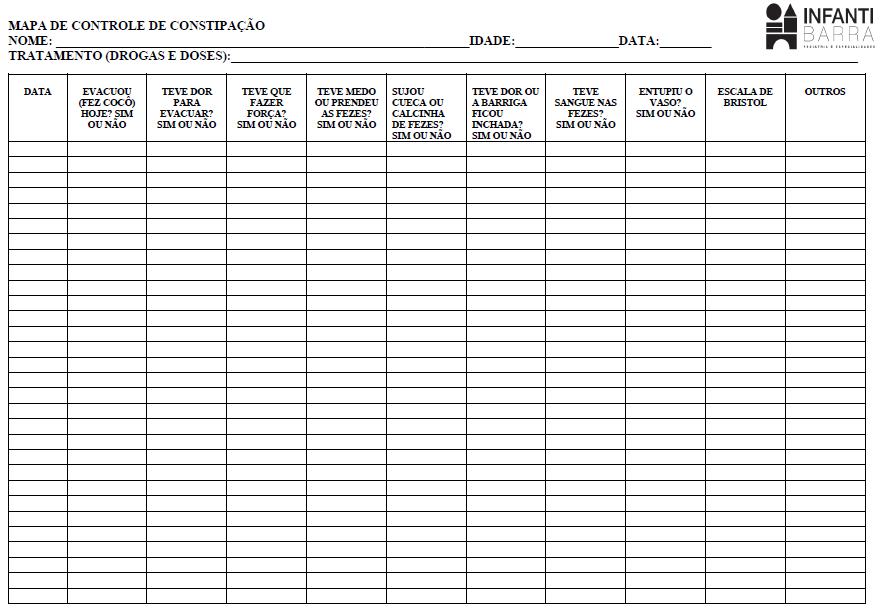 INFANTI
BARRA
PEDIATRIA E ESPECIALIDADES
MAPA DE CONTROLE DE CONSTIPAÇÃO
NOME: IDADE: DATA:
TRATAMENTO (DROGAS E DOSES):
DATA
EVACUOU
(FEZ COCÔ)
HOJE? SIM
OU NÃO
TEVE DOR
PARA
EVACUAR?
SIM OU NÃO
TEVE QUE
FAZER
FORÇA?
SIM OU NÃO
TEVE MEDO
OU PRENDEU
AS FEZES?
SIM OU NÃO
SUJOU
CUECA OU
CALCINHA
DE FEZES?
SIM OU NÃO
TEVE DOR OU
A BARRIGA
FICOU
INCHADA?
SIM OU NÃO
TEVE
SANGUE NAS
FEZES?
SIM OU NÃO
ENTUPIU O
VASO?
SIM OU NÃO
ESCALA DE
BRISTOL
OUTROS